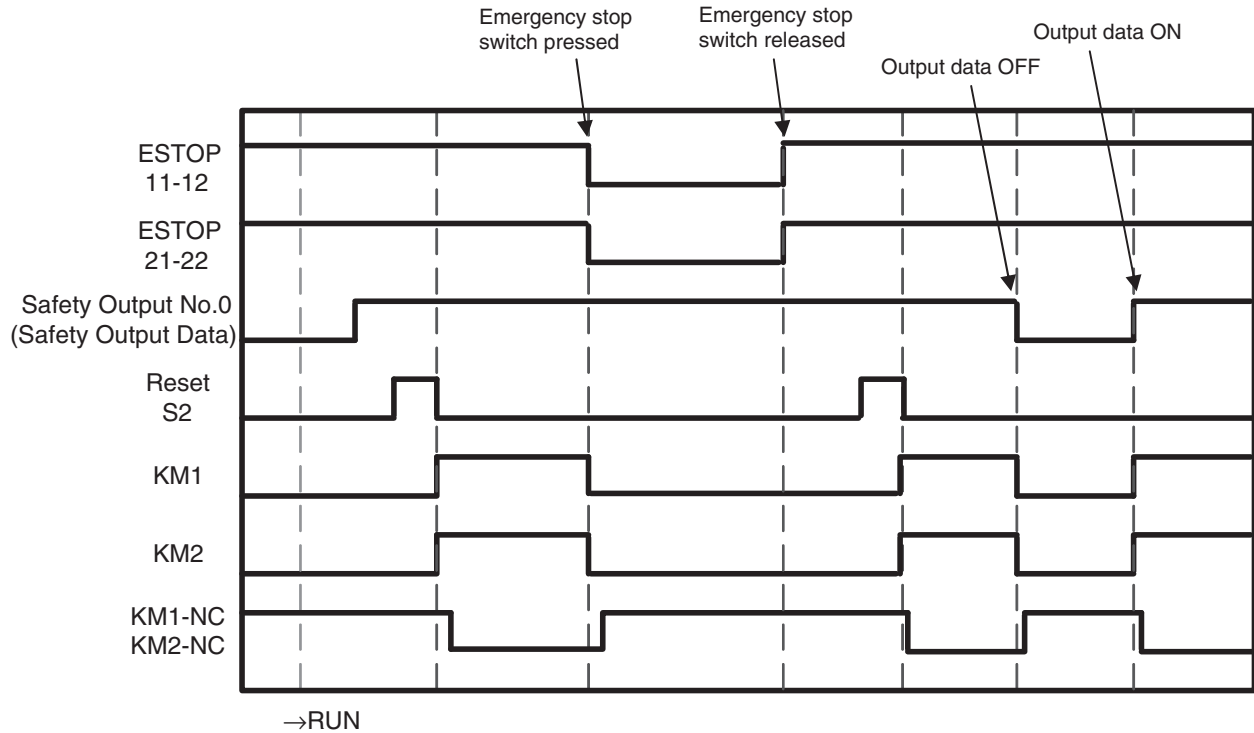 Emergency stop
switch pressed
Emergency stop
switch released
Output data OFF
Output data ON
ESTOP
11-12
ESTOP
21-22
Safety Output No.0
(Safety Output Data)
Reset
S2
KM1
KM2
KM1-NC
KM2-NC
→RUN